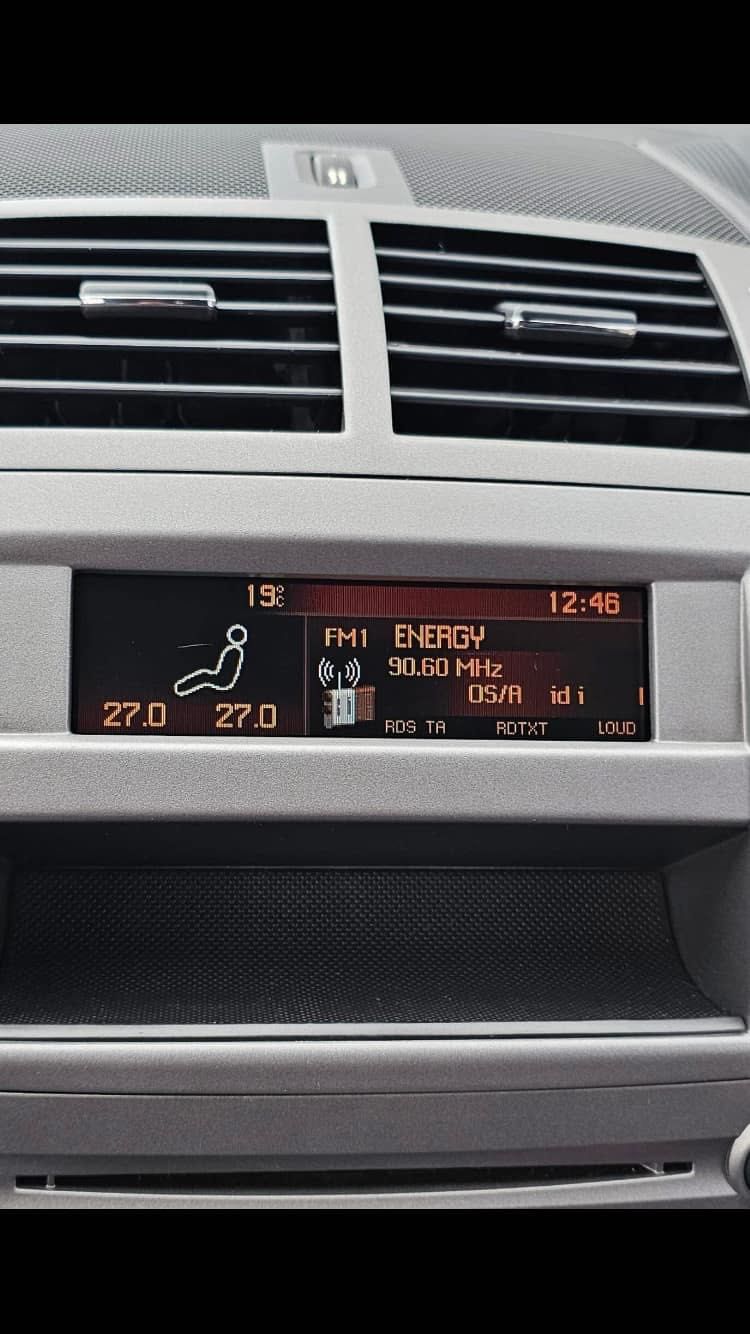 19°C
12:46
FM1 ENERGY
90.60 MHz
OS/A id i
27.0 27.0
RDS TA RDTXT LOUD